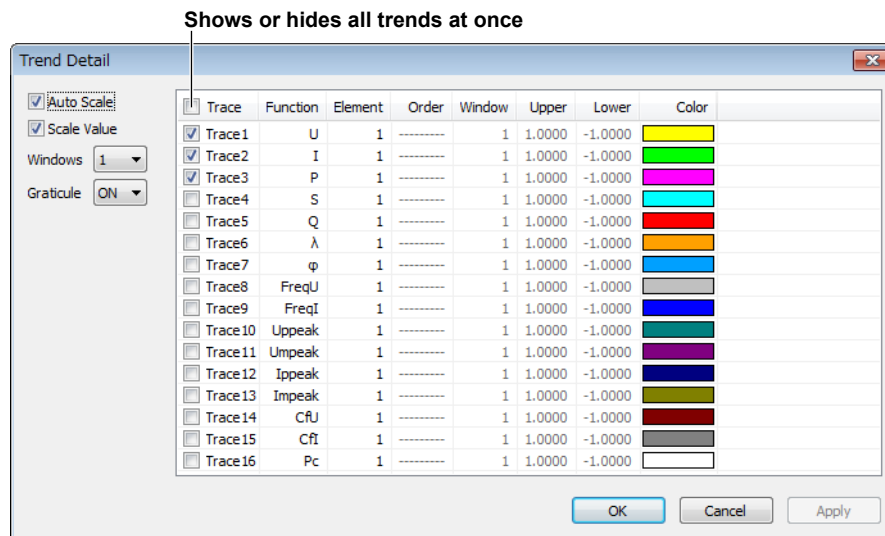 Shows or hides all trends at once
Trend Detail
Auto Scale
Scale Value
Windows 1
Graticule ON
Trace Function Element Order Window Upper Lower Color
Trace1 U 1 --------- 1 1.0000 -1.0000
Trace2 I 1 --------- 1 1.0000 -1.0000
Trace3 P 1 --------- 1 1.0000 -1.0000
Trace4 S 1 --------- 1 1.0000 -1.0000
Trace5 Q 1 --------- 1 1.0000 -1.0000
Trace6 λ 1 --------- 1 1.0000 -1.0000
Trace7 φ 1 --------- 1 1.0000 -1.0000
Trace8 FreqU 1 --------- 1 1.0000 -1.0000
Trace9 FreqI 1 --------- 1 1.0000 -1.0000
Trace10 Uppeak 1 --------- 1 1.0000 -1.0000
Trace11 Umpeak 1 --------- 1 1.0000 -1.0000
Trace12 Ippeak 1 --------- 1 1.0000 -1.0000
Trace13 Impeak 1 --------- 1 1.0000 -1.0000
Trace14 CfU 1 --------- 1 1.0000 -1.0000
Trace15 CfI 1 --------- 1 1.0000 -1.0000
Trace16 Pc 1 --------- 1 1.0000 -1.0000
OK Cancel Apply